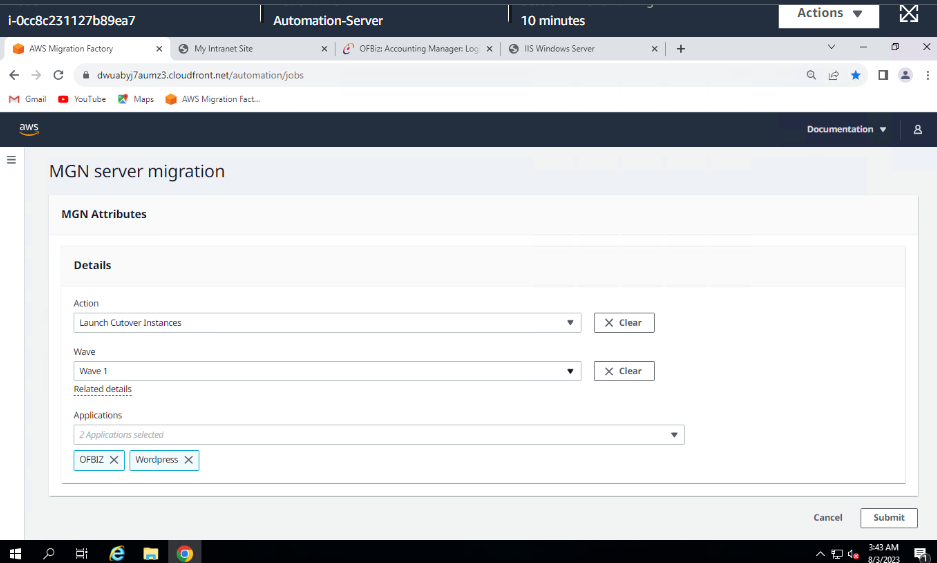 i-0cc8c231127b89ea7 Automation-Server 10 minutes Actions
AWS Migration Factory My Intranet Site OFBiz: Accounting Manager: Log IIS Windows Server
dwuabyj7aumz3.cloudfront.net/automation/jobs
Gmail YouTube Maps AWS Migration Fact...
aws Documentation
MGN server migration
MGN Attributes
Details
Action
Launch Cutover Instances Clear
Wave
Wave 1 Clear
Related details
Applications
2 Applications selected
OFBIZ Wordpress
Cancel Submit
3:43 AM
8/3/2023 1